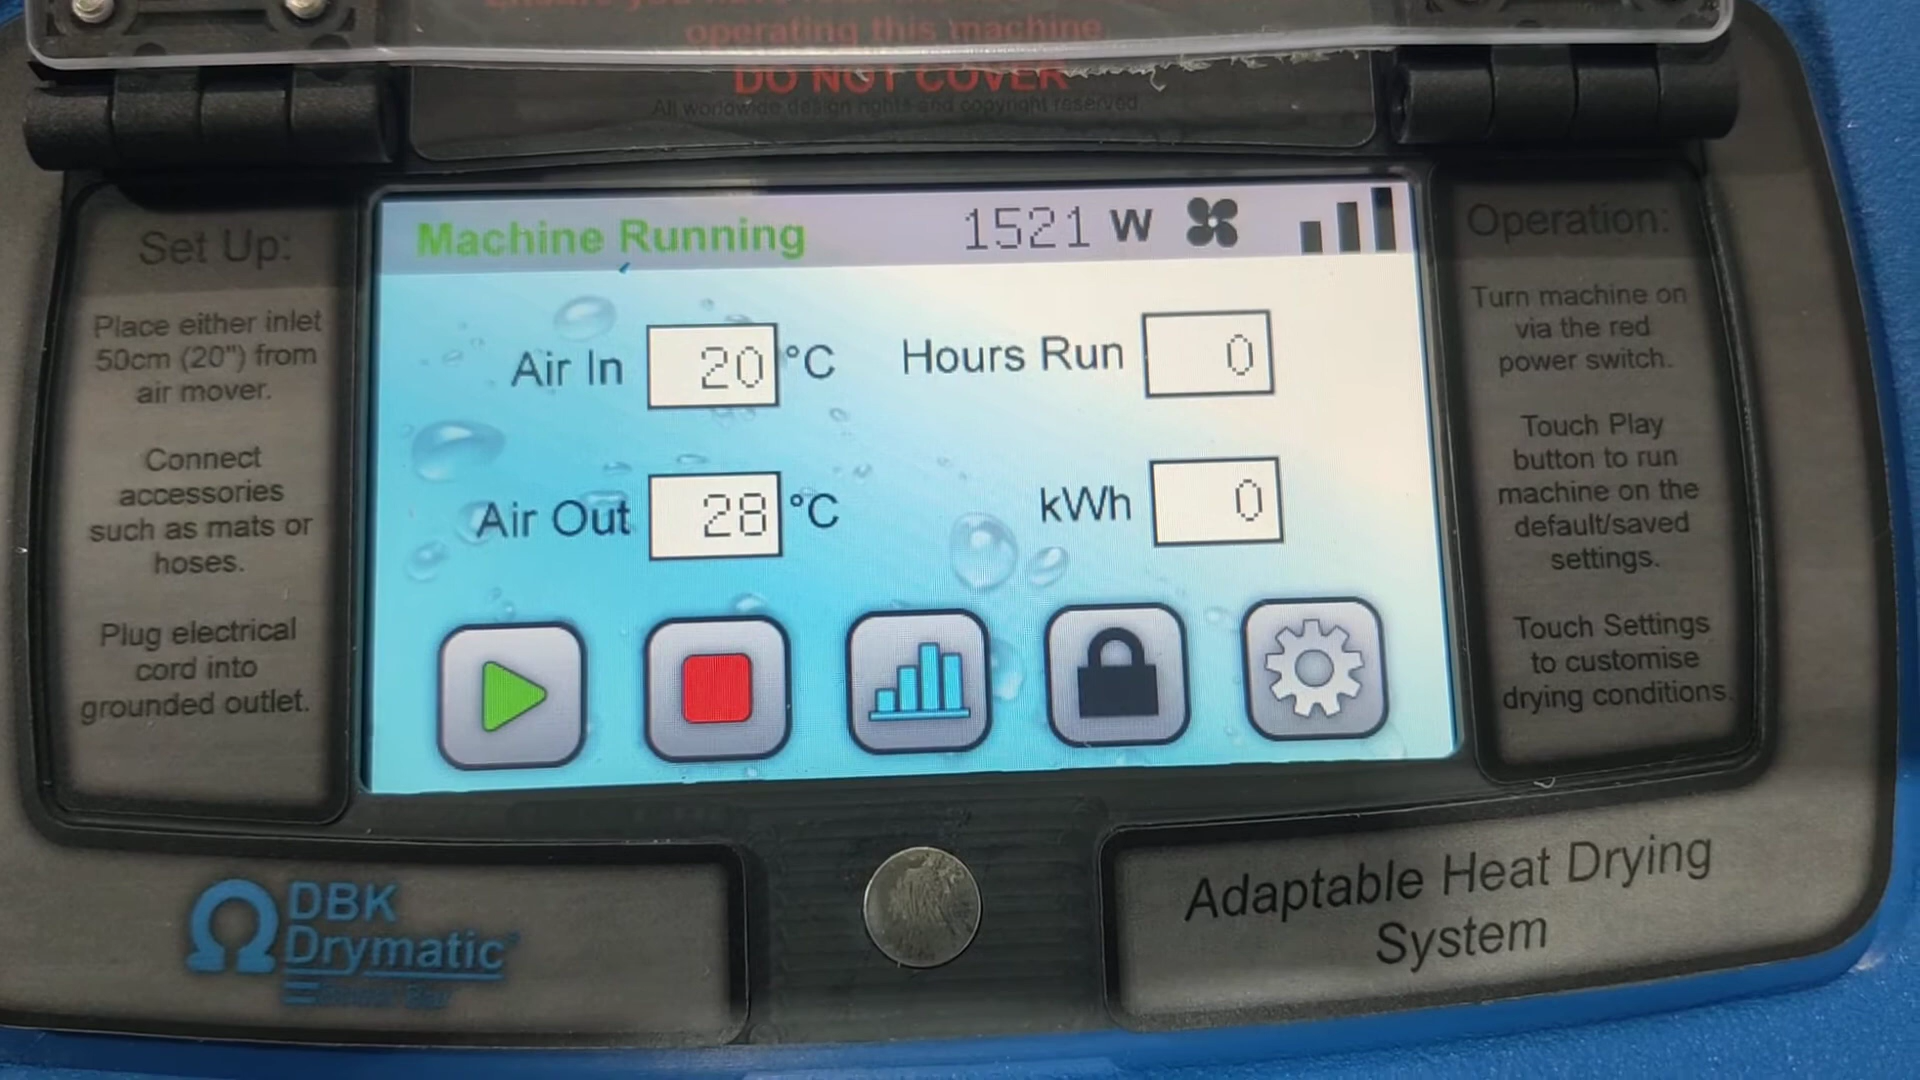 operating this machine
DO NOT COVER
All worldwide design rights and copyright reserved
Set Up:
Place either inlet
50cm (20") from
air mover.
Connect
accessories
such as mats or
hoses.
Plug electrical
cord into
grounded outlet.
Machine Running 1521 W
Air In 20 °C Hours Run 0
Air Out 28 °C kWh 0
Operation:
Turn machine on
via the red
power switch.
Touch Play
button to run
machine on the
default/saved
settings.
Touch Settings
to customise
drying conditions.
DBK
Drymatic
Adaptable Heat Drying
System